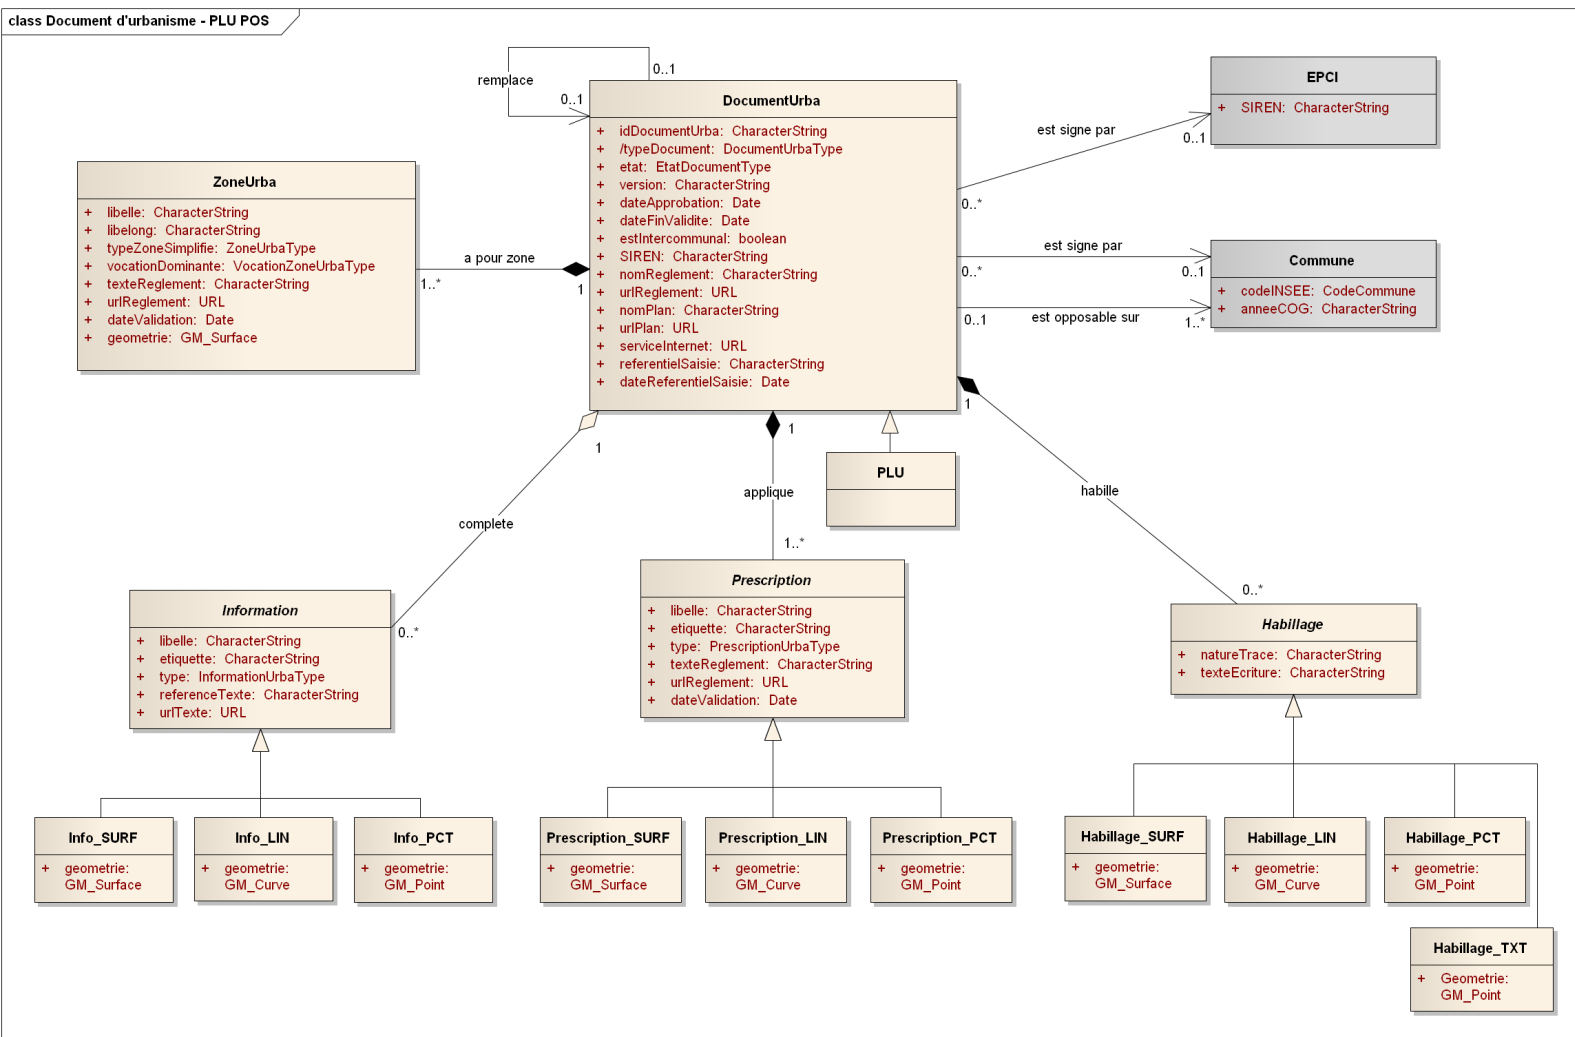 class Document d'urbanisme - PLU POS
remplace
0..1
0..1
DocumentUrba
+ idDocumentUrba: CharacterString
+ /typeDocument: DocumentUrbaType
+ etat: EtatDocumentType
+ version: CharacterString
+ dateApprobation: Date
+ dateFinValidite: Date
+ estIntercommunal: boolean
+ SIREN: CharacterString
+ nomReglement: CharacterString
+ urlReglement: URL
+ nomPlan: CharacterString
+ urlPlan: URL
+ serviceInternet: URL
+ referentielSaisie: CharacterString
+ dateReferentielSaisie: Date
EPCI
+ SIREN: CharacterString
est signe par
0..1
0..*
ZoneUrba
+ libelle: CharacterString
+ libelong: CharacterString
+ typeZoneSimplifie: ZoneUrbaType
+ vocationDominante: VocationZoneUrbaType
+ texteReglement: CharacterString
+ urlReglement: URL
+ dateValidation: Date
+ geometrie: GM_Surface
a pour zone
1..*
1
est signe par
0..*
0..1
Commune
+ codeINSEE: CodeCommune
+ anneeCOG: CharacterString
0..1
est opposable sur
1..*
1
complete
0..*
1
applique
1..*
PLU
1
habille
0..*
Information
+ libelle: CharacterString
+ etiquette: CharacterString
+ type: InformationUrbaType
+ referenceTexte: CharacterString
+ urlTexte: URL
Prescription
+ libelle: CharacterString
+ etiquette: CharacterString
+ type: PrescriptionUrbaType
+ texteReglement: CharacterString
+ urlReglement: URL
+ dateValidation: Date
Habillage
+ natureTrace: CharacterString
+ texteEcriture: CharacterString
Info_SURF
+ geometrie:
GM_Surface
Info_LIN
+ geometrie:
GM_Curve
Info_PCT
+ geometrie:
GM_Point
Prescription_SURF
+ geometrie:
GM_Surface
Prescription_LIN
+ geometrie:
GM_Curve
Prescription_PCT
+ geometrie:
GM_Point
Habillage_SURF
+ geometrie:
GM_Surface
Habillage_LIN
+ geometrie:
GM_Curve
Habillage_PCT
+ geometrie:
GM_Point
Habillage_TXT
+ Geometrie:
GM_Point